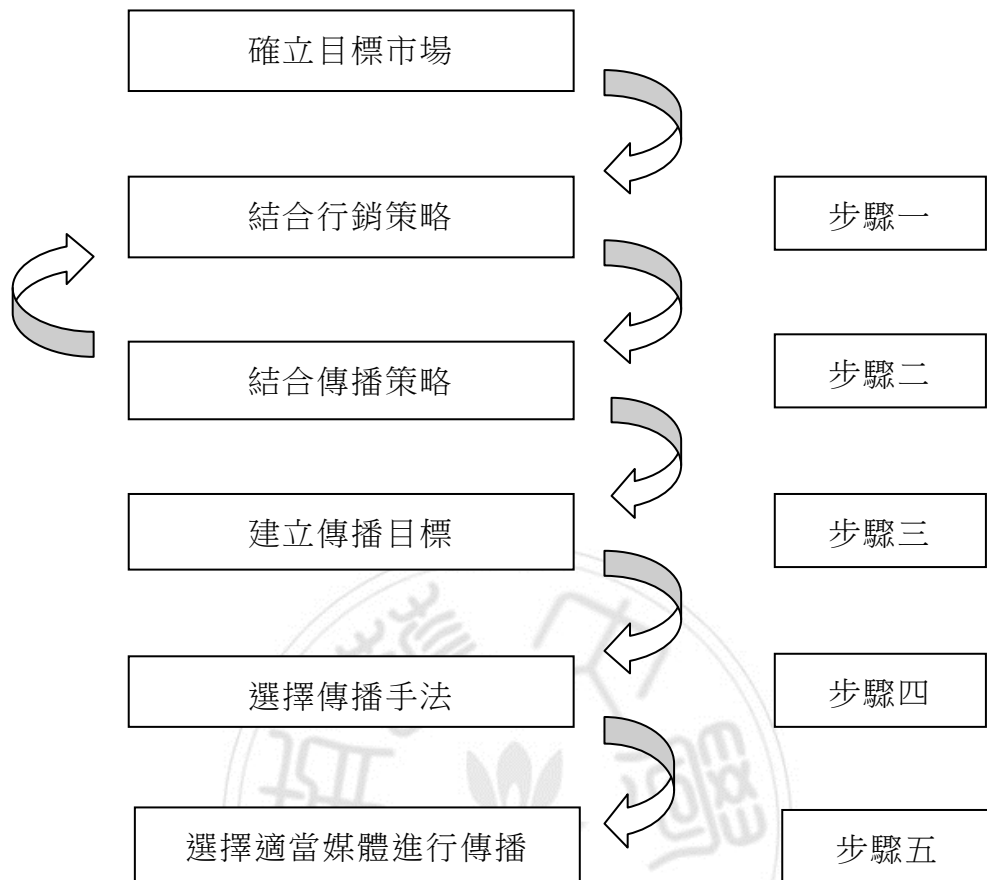 確立目標市場
結合行銷策略
步驟一
結合傳播策略
步驟二
建立傳播目標
步驟三
選擇傳播手法
步驟四
選擇適當媒體進行傳播
步驟五